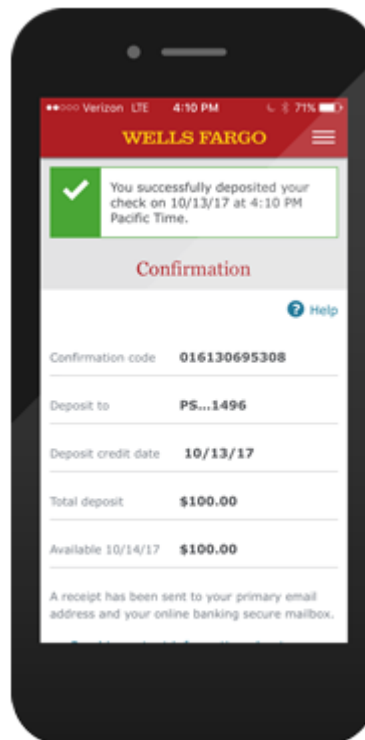 Verizon LTE 4:10 PM 71%
WELLS FARGO
You successfully deposited your
check on 10/13/17 at 4:10 PM
Pacific Time.
Confirmation
? Help
Confirmation code 016130695308
Deposit to PS...1496
Deposit credit date 10/13/17
Total deposit $100.00
Available 10/14/17 $100.00
A receipt has been sent to your primary email
address and your online banking secure mailbox.